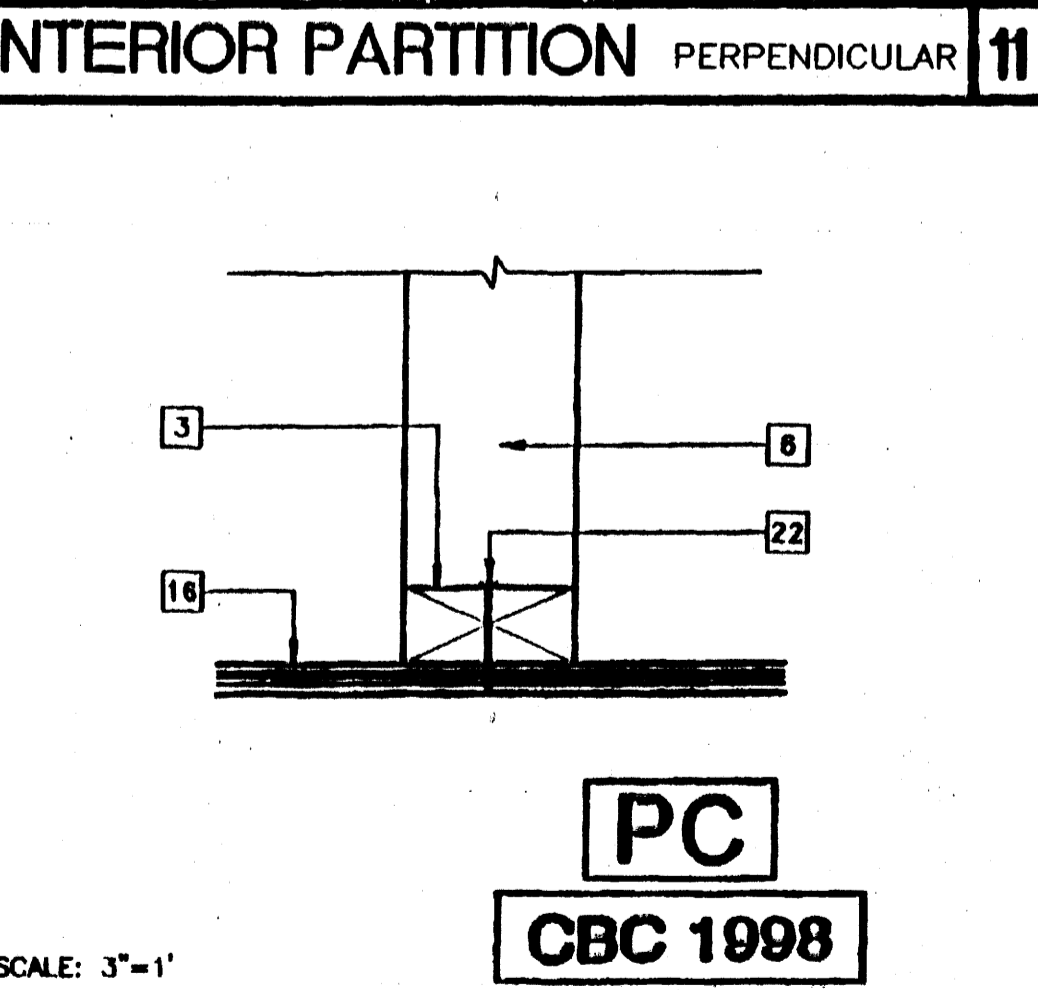 NTERIOR PARTITION PERPENDICULAR 11
3
6
22
16
PC
CBC 1998
SCALE: 3"=1'